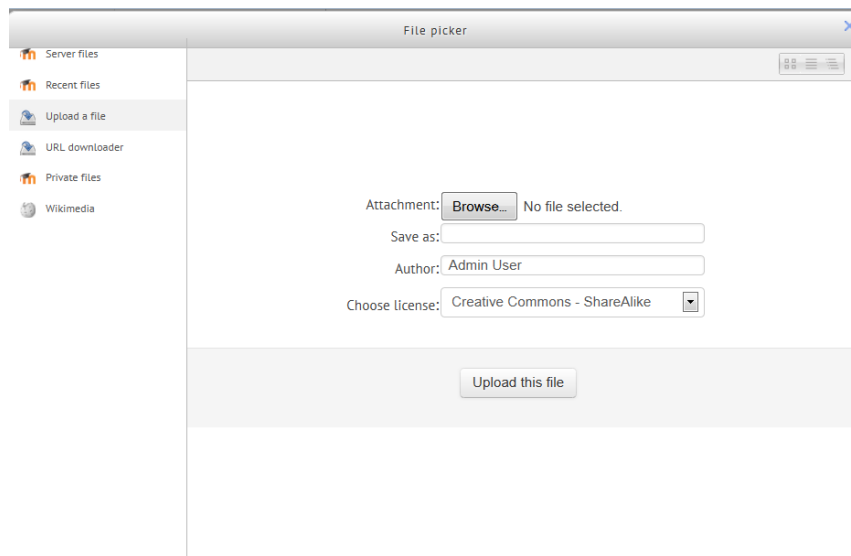 File picker
Server files
Recent files
Upload a file
URL downloader
Private files
Wikimedia
Attachment: Browse... No file selected.
Save as:
Author: Admin User
Choose license: Creative Commons - ShareAlike
Upload this file